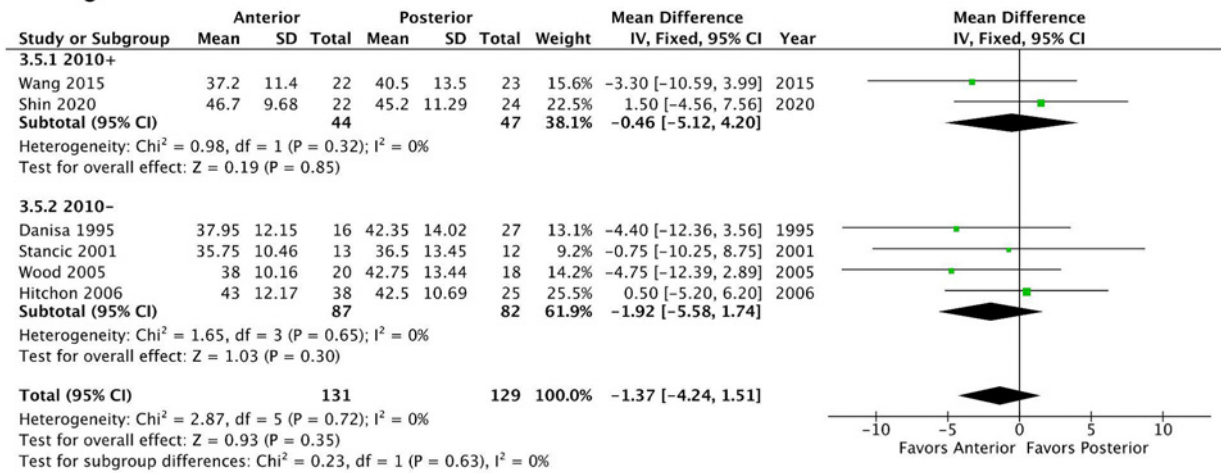 Anterior Posterior Mean Difference Mean Difference
Study or Subgroup Mean SD Total Mean SD Total Weight IV, Fixed, 95% CI Year IV, Fixed, 95% CI
3.5.1 2010+
Wang 2015 37.2 11.4 22 40.5 13.5 23 15.6% −3.30 [−10.59, 3.99] 2015
Shin 2020 46.7 9.68 22 45.2 11.29 24 22.5% 1.50 [−4.56, 7.56] 2020
Subtotal (95% CI) 44 47 38.1% −0.46 [−5.12, 4.20]
Heterogeneity: Chi² = 0.98, df = 1 (P = 0.32); I² = 0%
Test for overall effect: Z = 0.19 (P = 0.85)
3.5.2 2010−
Danisa 1995 37.95 12.15 16 42.35 14.02 27 13.1% −4.40 [−12.36, 3.56] 1995
Stancic 2001 35.75 10.46 13 36.5 13.45 12 9.2% −0.75 [−10.25, 8.75] 2001
Wood 2005 38 10.16 20 42.75 13.44 18 14.2% −4.75 [−12.39, 2.89] 2005
Hitchon 2006 43 12.17 38 42.5 10.69 25 25.5% 0.50 [−5.20, 6.20] 2006
Subtotal (95% CI) 87 82 61.9% −1.92 [−5.58, 1.74]
Heterogeneity: Chi² = 1.65, df = 3 (P = 0.65); I² = 0%
Test for overall effect: Z = 1.03 (P = 0.30)
Total (95% CI) 131 129 100.0% −1.37 [−4.24, 1.51]
Heterogeneity: Chi² = 2.87, df = 5 (P = 0.72); I² = 0%
Test for overall effect: Z = 0.93 (P = 0.35)
Test for subgroup differences: Chi² = 0.23, df = 1 (P = 0.63), I² = 0%
−10 −5 0 5 10
Favors Anterior Favors Posterior